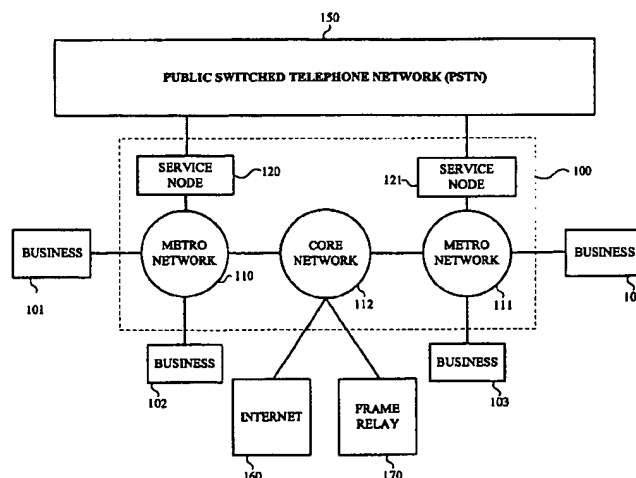 150
PUBLIC SWITCHED TELEPHONE NETWORK (PSTN)
SERVICE
NODE
120
121
SERVICE
NODE
100
BUSINESS
101
METRO
NETWORK
110
CORE
NETWORK
112
METRO
NETWORK
111
BUSINESS
BUSINESS
102
INTERNET
160
FRAME
RELAY
170
BUSINESS
103